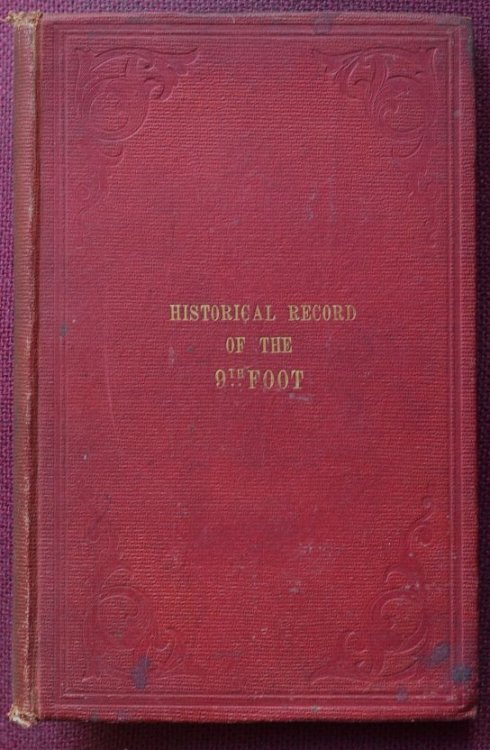 HISTORICAL RECORD
OF THE
9TH FOOT